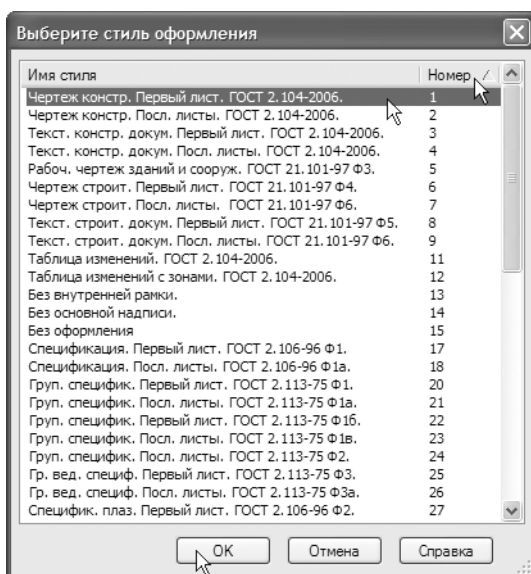 Выберите стиль оформления
Имя стиля Номер
Чертеж констр. Первый лист. ГОСТ 2.104-2006. 1
Чертеж констр. Посл. листы. ГОСТ 2.104-2006. 2
Текст. констр. докум. Первый лист. ГОСТ 2.104-2006. 3
Текст. констр. докум. Посл. листы. ГОСТ 2.104-2006. 4
Рабоч. чертеж зданий и сооруж. ГОСТ 21.101-97 Ф3. 5
Чертеж строит. Первый лист. ГОСТ 21.101-97 Ф4. 6
Чертеж строит. Посл. листы. ГОСТ 21.101-97 Ф6. 7
Текст. строит. докум. Первый лист. ГОСТ 21.101-97 Ф5. 8
Текст. строит. докум. Посл. листы. ГОСТ 21.101-97 Ф6. 9
Таблица изменений. ГОСТ 2.104-2006. 11
Таблица изменений с зонами. ГОСТ 2.104-2006. 12
Без внутренней рамки. 13
Без основной надписи. 14
Без оформления 15
Спецификация. Первый лист. ГОСТ 2.106-96 Ф1. 17
Спецификация. Посл. листы. ГОСТ 2.106-96 Ф1а. 18
Груп. специфик. Первый лист. ГОСТ 2.113-75 Ф1. 20
Груп. специфик. Посл. листы. ГОСТ 2.113-75 Ф1а. 21
Груп. специфик. Первый лист. ГОСТ 2.113-75 Ф1б. 22
Груп. специфик. Посл. листы. ГОСТ 2.113-75 Ф1в. 23
Груп. специфик. Посл. листы. ГОСТ 2.113-75 Ф2. 24
Гр. вед. специф. Первый лист. ГОСТ 2.113-75 Ф3. 25
Гр. вед. специф. Посл. листы. ГОСТ 2.113-75 Ф3а. 26
Специфик. плаз. Первый лист. ГОСТ 2.106-96 Ф2. 27
OK Отмена Справка